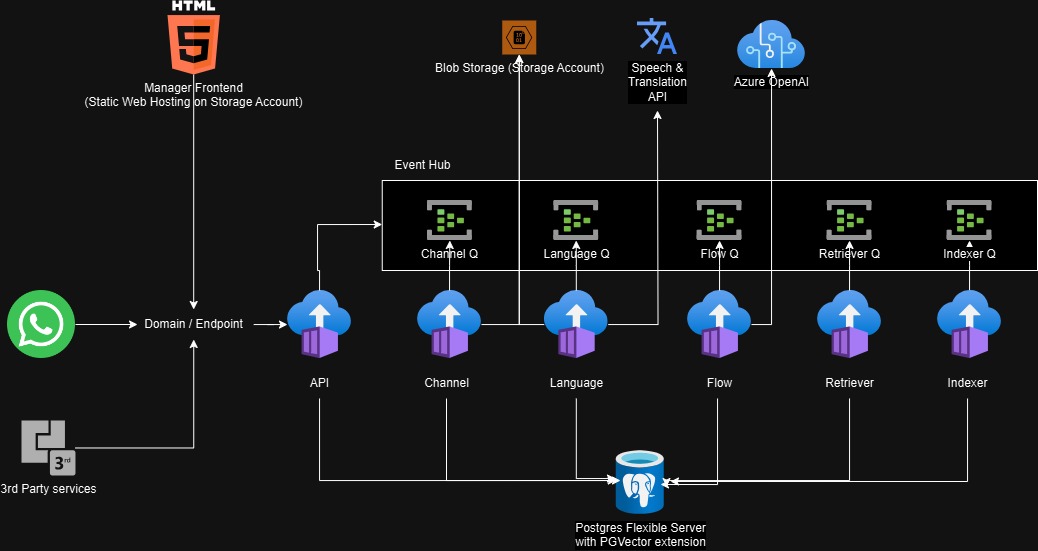 HTML
5
Manager Frontend
(Static Web Hosting on Storage Account)
Blob Storage (Storage Account)
Speech &
Translation
API
Azure OpenAI
Event Hub
Channel Q
Language Q
Flow Q
Retriever Q
Indexer Q
Domain / Endpoint
API
Channel
Language
Flow
Retriever
Indexer
3rd
3rd Party services
Postgres Flexible Server
with PGVector extension